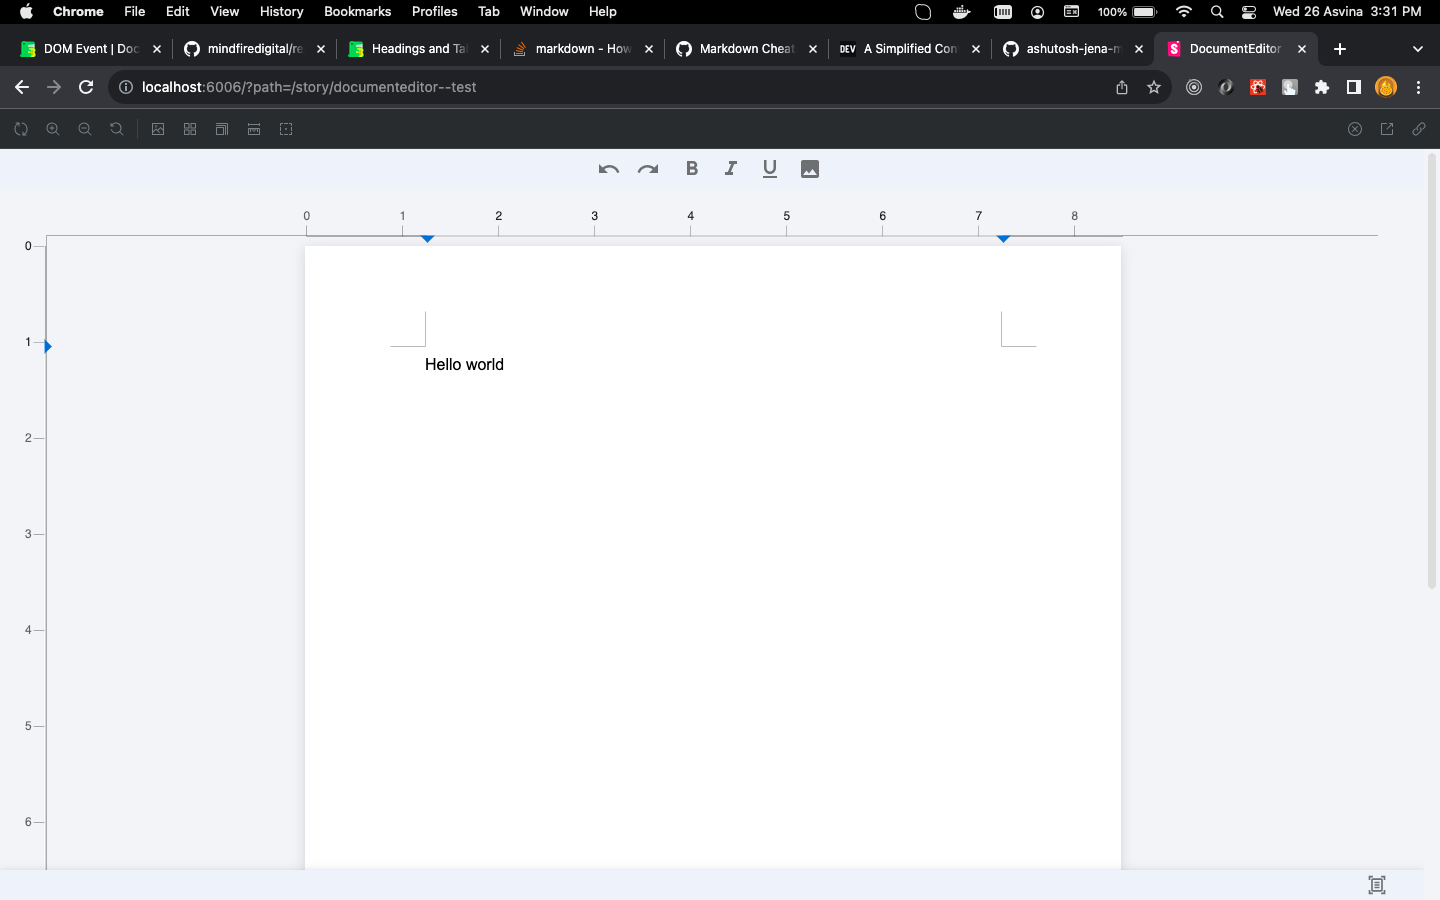 Chrome File Edit View History Bookmarks Profiles Tab Window Help 100% Wed 26 Asvina 3:31 PM
DOM Event | Doc mindfiredigital/re Headings and Tal markdown - How Markdown Cheat DEV A Simplified Con ashutosh-jena-m DocumentEditor
localhost:6006/?path=/story/documenteditor--test
B I U
0 1 2 3 4 5 6 7 8
0
1
Hello world
2
3
4
5
6